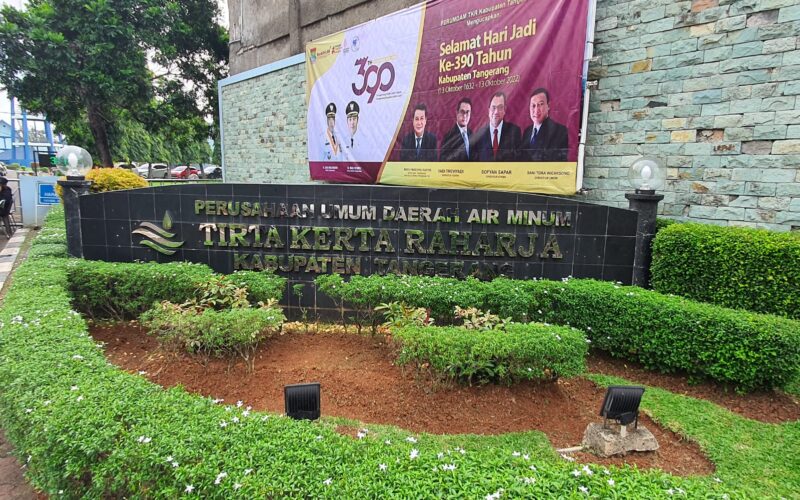 PERUMDAM TKR Kabupaten Tangerang
Mengucapkan:
Selamat Hari Jadi
Ke-390 Tahun
Kabupaten Tangerang
(13 Oktober 1632 - 13 Oktober 2022)
390
SOFYAN SAPAR
PERUSAHAAN UMUM DAERAH AIR MINUM
TIRTA KERTA RAHARJA
KABUPATEN TANGERANG